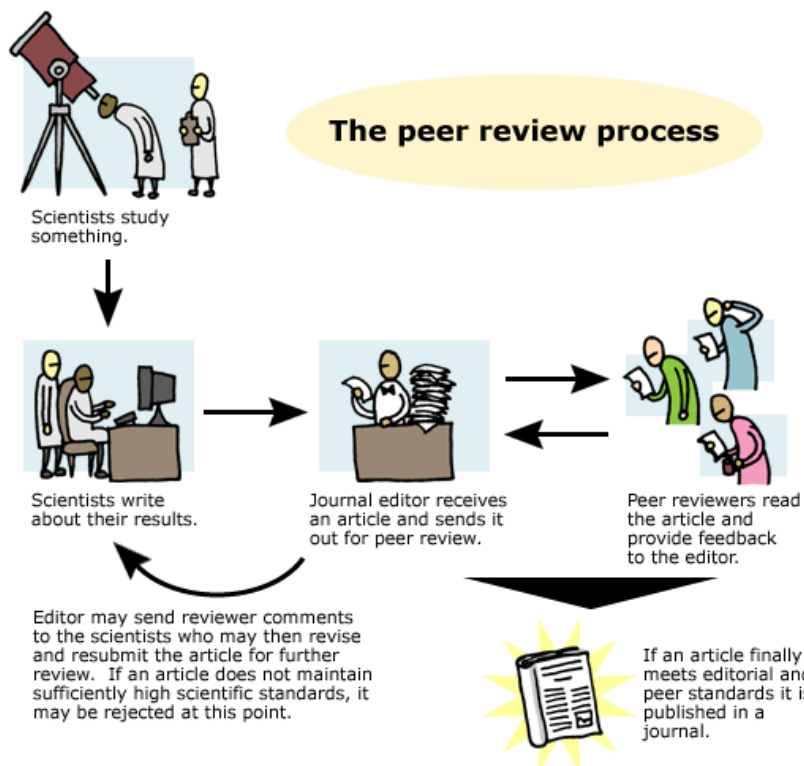 The peer review process
Scientists study
something.
Scientists write
about their results.
Journal editor receives
an article and sends it
out for peer review.
Peer reviewers read
the article and
provide feedback
to the editor.
Editor may send reviewer comments
to the scientists who may then revise
and resubmit the article for further
review.  If an article does not maintain
sufficiently high scientific standards, it
may be rejected at this point.
If an article finally
meets editorial and
peer standards it is
published in a
journal.